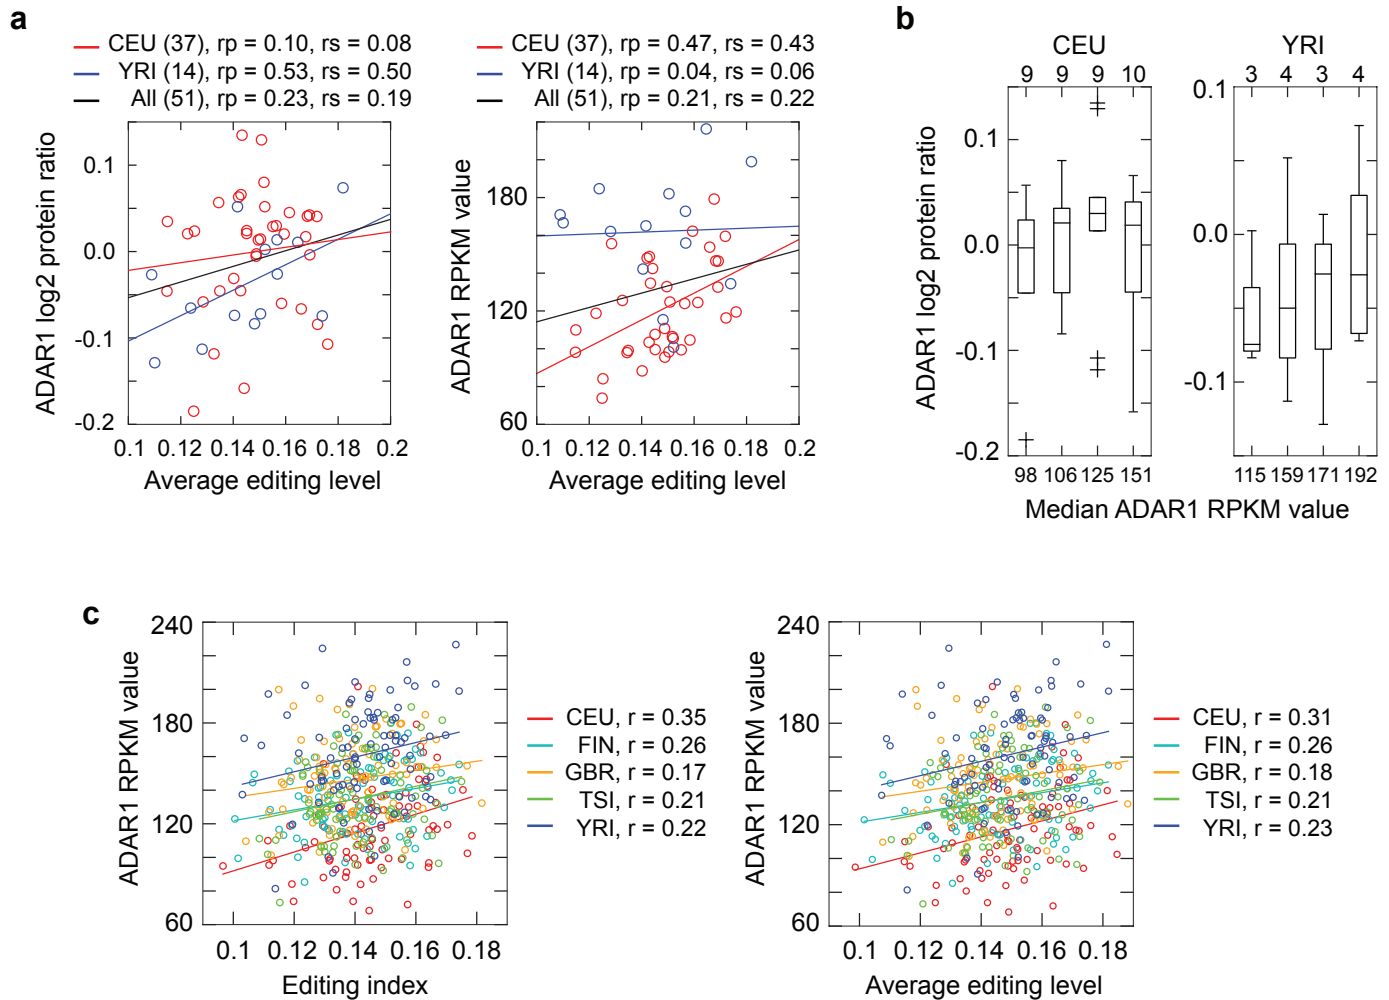 a
CEU (37), rp = 0.10, rs = 0.08
YRI (14), rp = 0.53, rs = 0.50
All (51), rp = 0.23, rs = 0.19
ADAR1 log2 protein ratio
0.1
0.0
-0.1
-0.2
0.1 0.12 0.14 0.16 0.18 0.2
Average editing level
CEU (37), rp = 0.47, rs = 0.43
YRI (14), rp = 0.04, rs = 0.06
All (51), rp = 0.21, rs = 0.22
ADAR1 RPKM value
180
120
60
0.1 0.12 0.14 0.16 0.18 0.2
Average editing level
b
CEU
9 9 9 10
ADAR1 log2 protein ratio
0.1
0.0
-0.1
-0.2
98 106 125 151
YRI
3 4 3 4
0.1
0.0
-0.1
115 159 171 192
Median ADAR1 RPKM value
c
ADAR1 RPKM value
240
180
120
60
0.1 0.12 0.14 0.16 0.18
Editing index
CEU, r = 0.35
FIN, r = 0.26
GBR, r = 0.17
TSI, r = 0.21
YRI, r = 0.22
ADAR1 RPKM value
240
180
120
60
0.1 0.12 0.14 0.16 0.18
Average editing level
CEU, r = 0.31
FIN, r = 0.26
GBR, r = 0.18
TSI, r = 0.21
YRI, r = 0.23